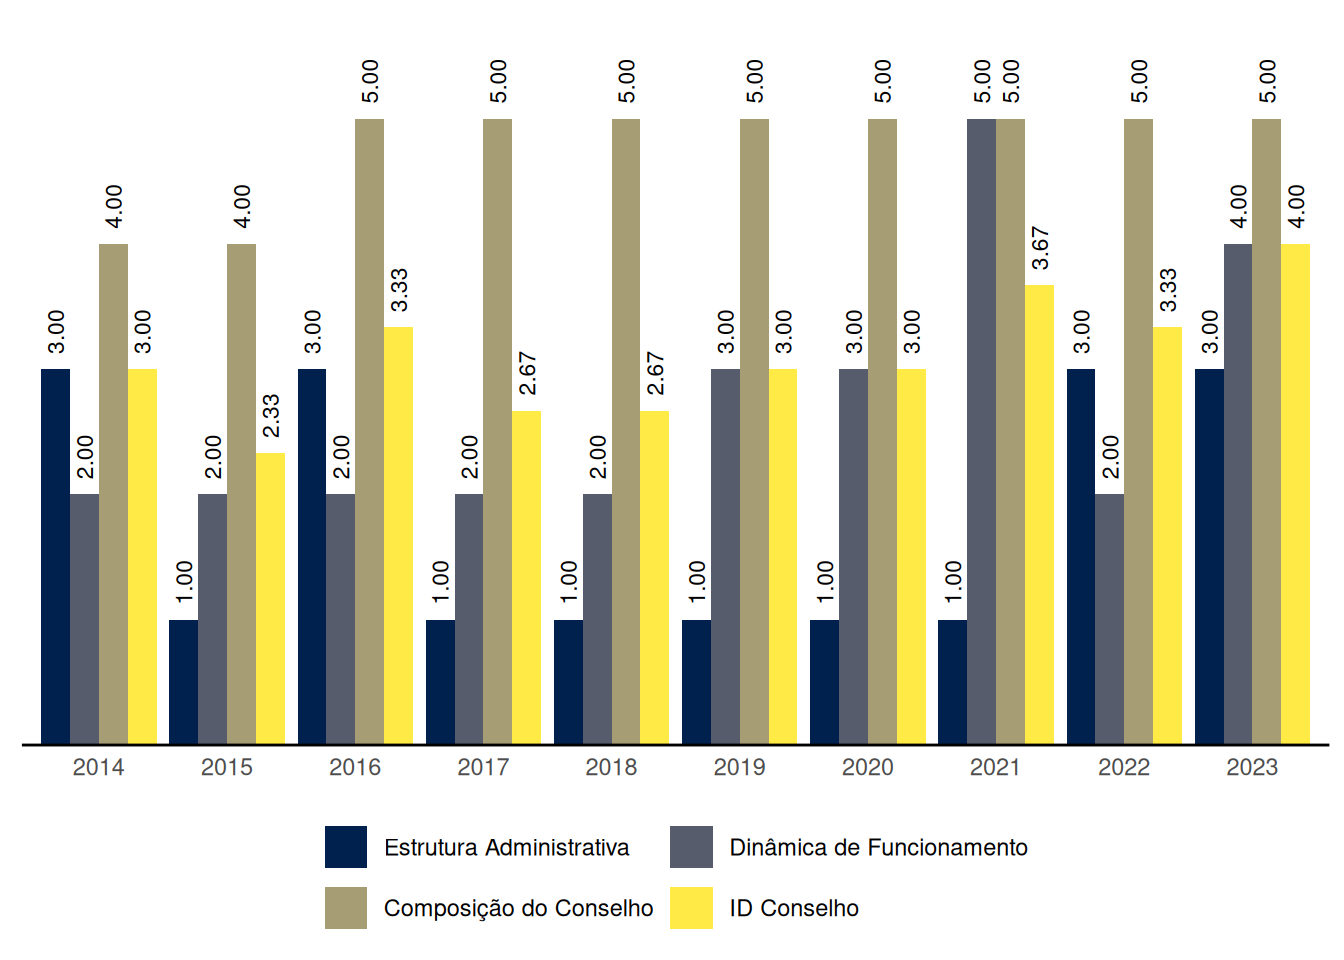 3.00 2.00 4.00 3.00 1.00 2.00 4.00 2.33 3.00 2.00 5.00 3.33 1.00 2.00 5.00 2.67 1.00 2.00 5.00 2.67 1.00 3.00 5.00 3.00 1.00 3.00 5.00 3.00 1.00 5.00 5.00 3.67 3.00 2.00 5.00 3.33 3.00 4.00 5.00 4.00
2014 2015 2016 2017 2018 2019 2020 2021 2022 2023
Estrutura Administrativa Dinâmica de Funcionamento
Composição do Conselho ID Conselho